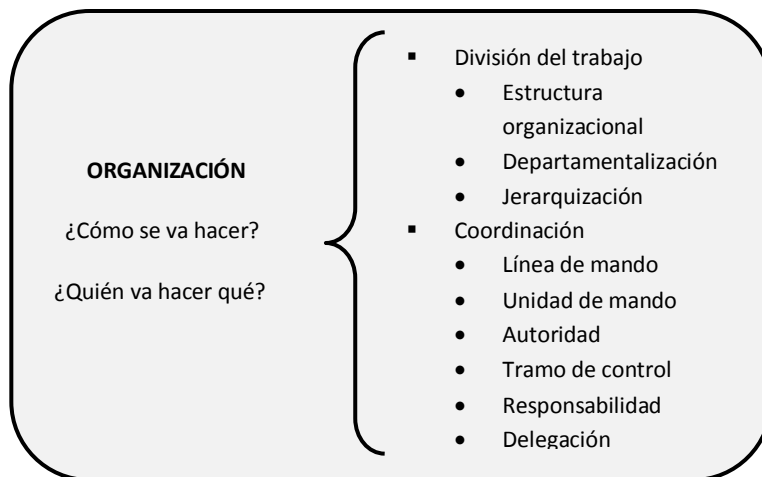 ORGANIZACIÓN
¿Cómo se va hacer?
¿Quién va hacer qué?
▪ División del trabajo
• Estructura
organizacional
• Departamentalización
• Jerarquización
▪ Coordinación
• Línea de mando
• Unidad de mando
• Autoridad
• Tramo de control
• Responsabilidad
• Delegación